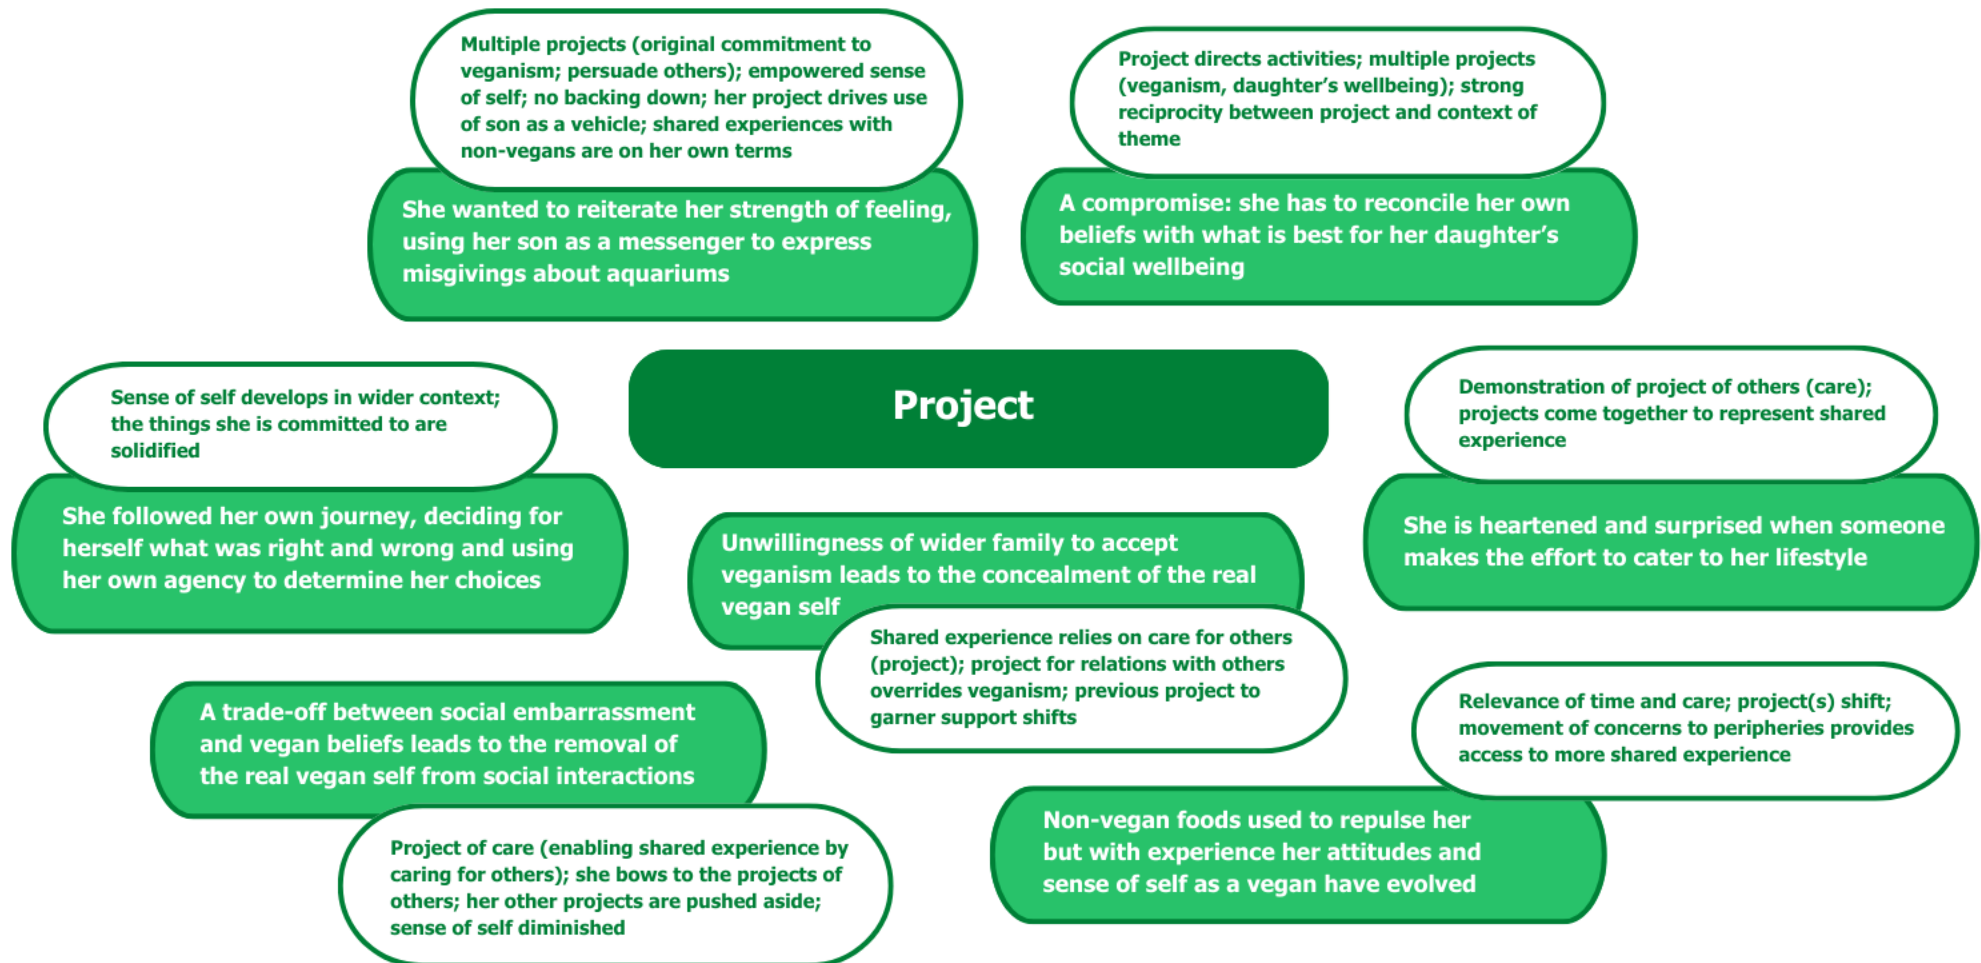 Multiple projects (original commitment to
veganism; persuade others); empowered sense
of self; no backing down; her project drives use
of son as a vehicle; shared experiences with
non-vegans are on her own terms
She wanted to reiterate her strength of feeling,
using her son as a messenger to express
misgivings about aquariums
Project directs activities; multiple projects
(veganism, daughter’s wellbeing); strong
reciprocity between project and context of
theme
A compromise: she has to reconcile her own
beliefs with what is best for her daughter’s
social wellbeing
Project
Sense of self develops in wider context;
the things she is committed to are
solidified
She followed her own journey, deciding for
herself what was right and wrong and using
her own agency to determine her choices
Demonstration of project of others (care);
projects come together to represent shared
experience
She is heartened and surprised when someone
makes the effort to cater to her lifestyle
Unwillingness of wider family to accept
veganism leads to the concealment of the real
vegan self
Shared experience relies on care for others
(project); project for relations with others
overrides veganism; previous project to
garner support shifts
A trade-off between social embarrassment
and vegan beliefs leads to the removal of
the real vegan self from social interactions
Project of care (enabling shared experience by
caring for others); she bows to the projects of
others; her other projects are pushed aside;
sense of self diminished
Relevance of time and care; project(s) shift;
movement of concerns to peripheries provides
access to more shared experience
Non-vegan foods used to repulse her
but with experience her attitudes and
sense of self as a vegan have evolved